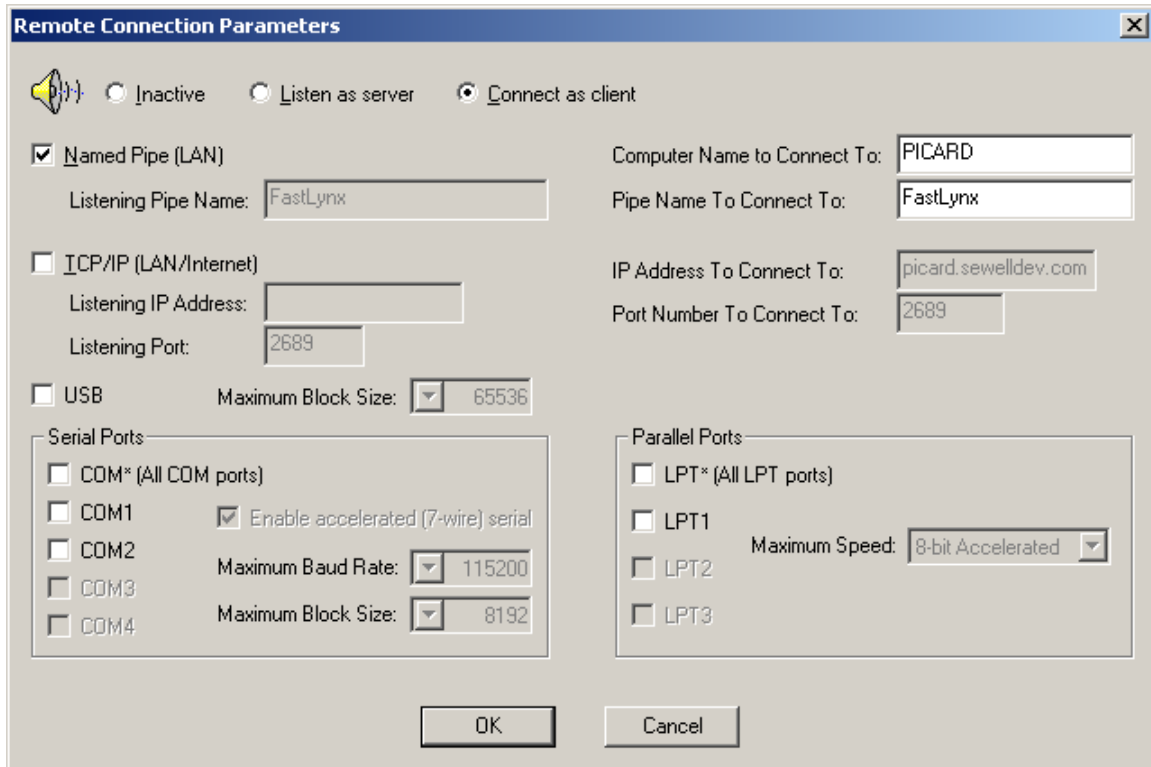 Remote Connection Parameters
Inactive Listen as server Connect as client
Named Pipe (LAN) Computer Name to Connect To: PICARD
Listening Pipe Name: FastLynx Pipe Name To Connect To: FastLynx
TCP/IP (LAN/Internet) IP Address To Connect To: picard.sewelldev.com
Listening IP Address: Port Number To Connect To: 2689
Listening Port: 2689
USB Maximum Block Size: 65536
Serial Ports
COM* (All COM ports)
COM1 Enable accelerated (7-wire) serial
COM2 Maximum Baud Rate: 115200
COM3 Maximum Block Size: 8192
COM4
Parallel Ports
LPT* (All LPT ports)
LPT1 Maximum Speed: 8-bit Accelerated
LPT2
LPT3
OK Cancel